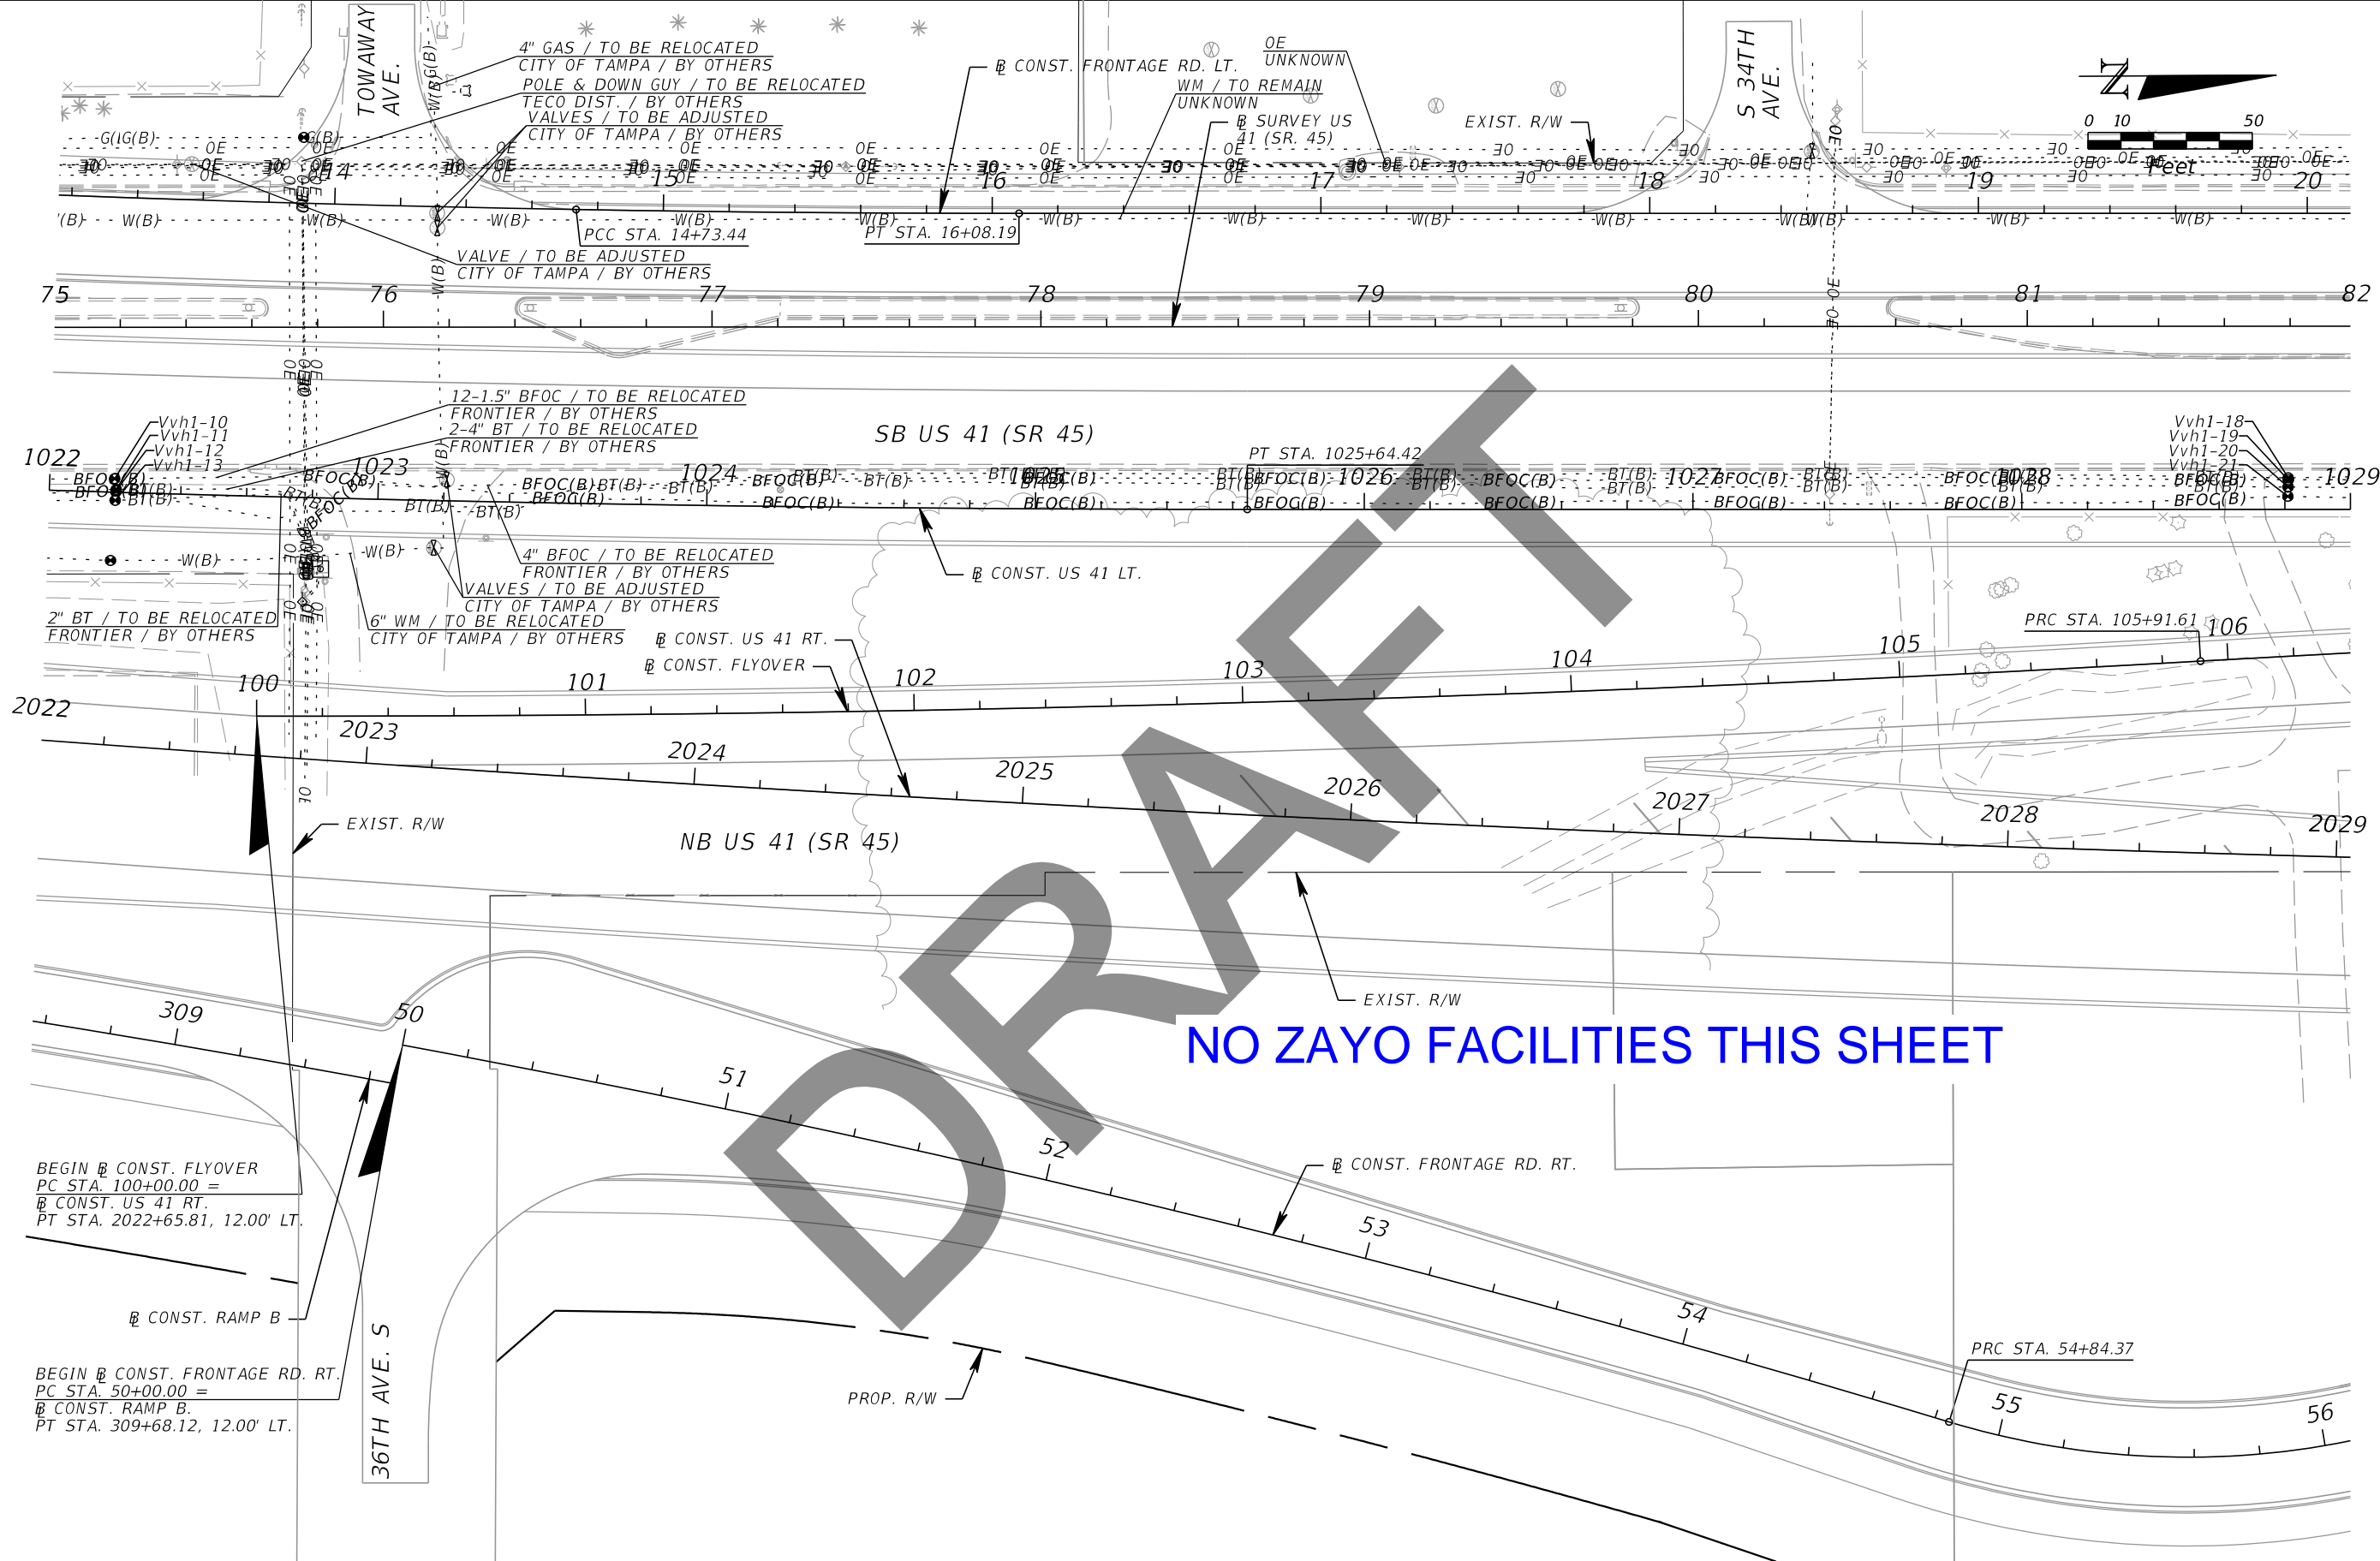 TOWAWAY
AVE.
4" GAS / TO BE RELOCATED
CITY OF TAMPA / BY OTHERS
POLE & DOWN GUY / TO BE RELOCATED
TECO DIST. / BY OTHERS
VALVES / TO BE ADJUSTED
CITY OF TAMPA / BY OTHERS
℄ CONST. FRONTAGE RD. LT.
OE
UNKNOWN
WM / TO REMAIN
UNKNOWN
℄ SURVEY US
41 (SR. 45)
EXIST. R/W
S 34TH
AVE.
N
0 10 50
Feet
14 15 16 17 18 19 20
W(B) W(B) W(B) W(B) W(B) W(B) W(B) W(B) W(B) W(B) W(B)
PCC STA. 14+73.44
PT STA. 16+08.19
VALVE / TO BE ADJUSTED
CITY OF TAMPA / BY OTHERS
75 76 77 78 79 80 81 82
12-1.5" BFOC / TO BE RELOCATED
FRONTIER / BY OTHERS
2-4" BT / TO BE RELOCATED
FRONTIER / BY OTHERS
Vvh1-10
Vvh1-11
Vvh1-12
Vvh1-13
SB US 41 (SR 45)
PT STA. 1025+64.42
Vvh1-18
Vvh1-19
Vvh1-20
Vvh1-21
1022 1023 1024 1025 1026 1027 1028 1029
4" BFOC / TO BE RELOCATED
FRONTIER / BY OTHERS
VALVES / TO BE ADJUSTED
CITY OF TAMPA / BY OTHERS
℄ CONST. US 41 LT.
2" BT / TO BE RELOCATED
FRONTIER / BY OTHERS
6" WM / TO BE RELOCATED
CITY OF TAMPA / BY OTHERS
℄ CONST. US 41 RT.
℄ CONST. FLYOVER
PRC STA. 105+91.61
100 101 102 103 104 105 106
2022 2023 2024 2025 2026 2027 2028 2029
EXIST. R/W
NB US 41 (SR 45)
EXIST. R/W
DRAFT
NO ZAYO FACILITIES THIS SHEET
309
50 51 52 53 54 55 56
℄ CONST. FRONTAGE RD. RT.
BEGIN ℄ CONST. FLYOVER
PC STA. 100+00.00 =
℄ CONST. US 41 RT.
PT STA. 2022+65.81, 12.00' LT.
℄ CONST. RAMP B
BEGIN ℄ CONST. FRONTAGE RD. RT.
PC STA. 50+00.00 =
℄ CONST. RAMP B.
PT STA. 309+68.12, 12.00' LT.
36TH AVE. S
PROP. R/W
PRC STA. 54+84.37